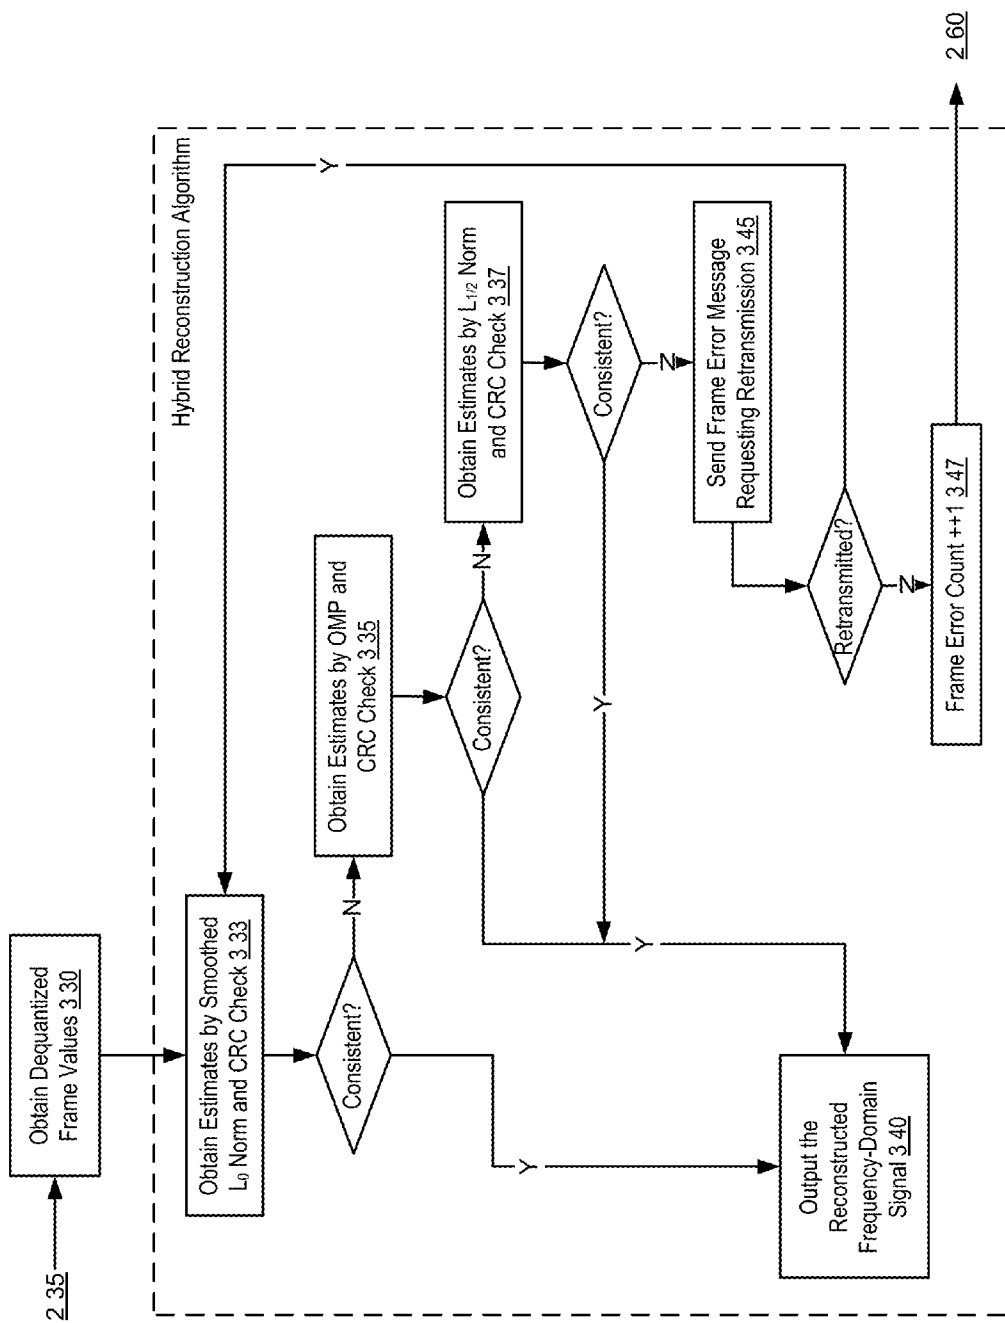 2 35
Obtain Dequantized
Frame Values 3 30
Hybrid Reconstruction Algorithm
Obtain Estimates by Smoothed
L0 Norm and CRC Check 3 33
Consistent?
N
Y
Obtain Estimates by OMP and
CRC Check 3 35
Consistent?
N
Y
Obtain Estimates by L1/2 Norm
and CRC Check 3 37
Consistent?
Y
N
Send Frame Error Message
Requesting Retransmission 3 45
Retransmitted?
Y
N
Frame Error Count ++1 3 47
2 60
Output the
Reconstructed
Frequency-Domain
Signal 3 40